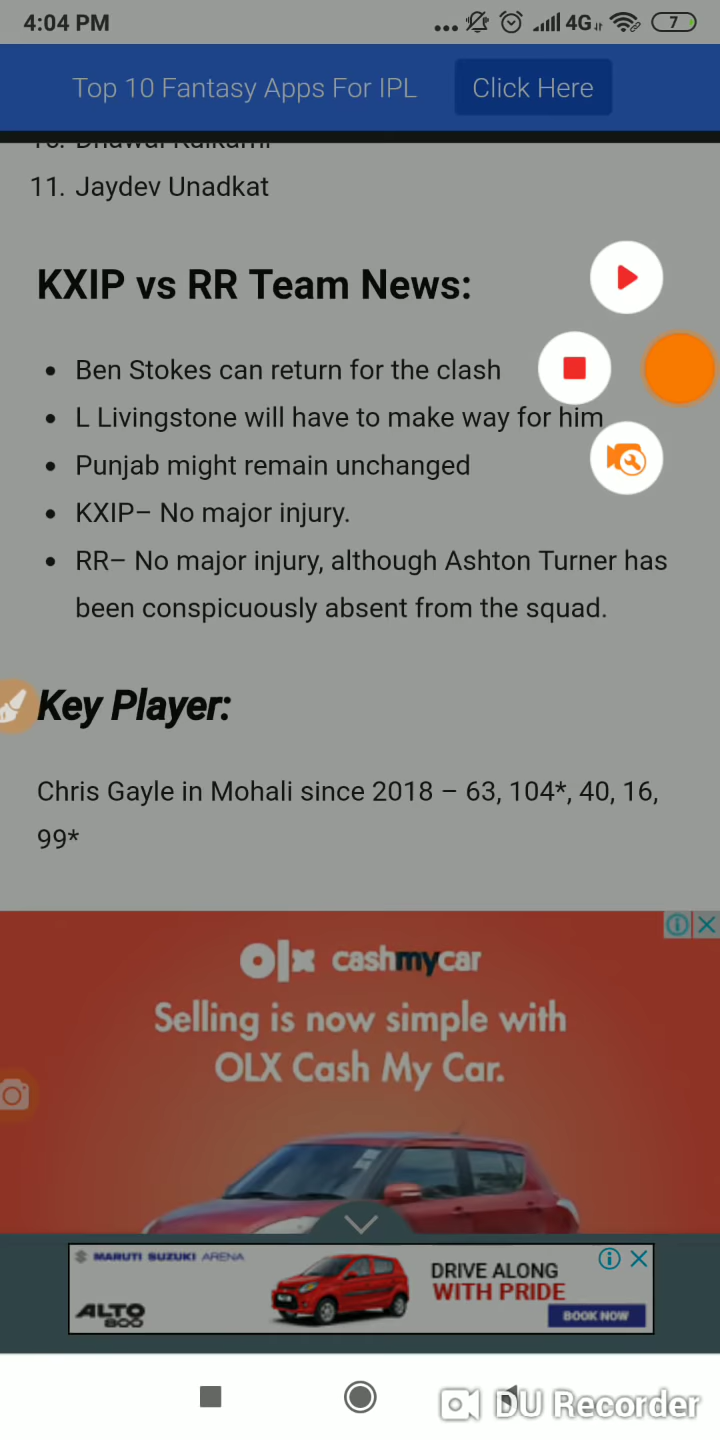 4:04 PM
4G
7
Top 10 Fantasy Apps For IPL
Click Here
11. Jaydev Unadkat
KXIP vs RR Team News:
• Ben Stokes can return for the clash
• L Livingstone will have to make way for him
• Punjab might remain unchanged
• KXIP– No major injury.
• RR– No major injury, although Ashton Turner has
been conspicuously absent from the squad.
Key Player:
Chris Gayle in Mohali since 2018 – 63, 104*, 40, 16,
99*
olx cashmycar
Selling is now simple with
OLX Cash My Car.
MARUTI SUZUKI ARENA
ALTO
800
DRIVE ALONG
WITH PRIDE
BOOK NOW
DU Recorder